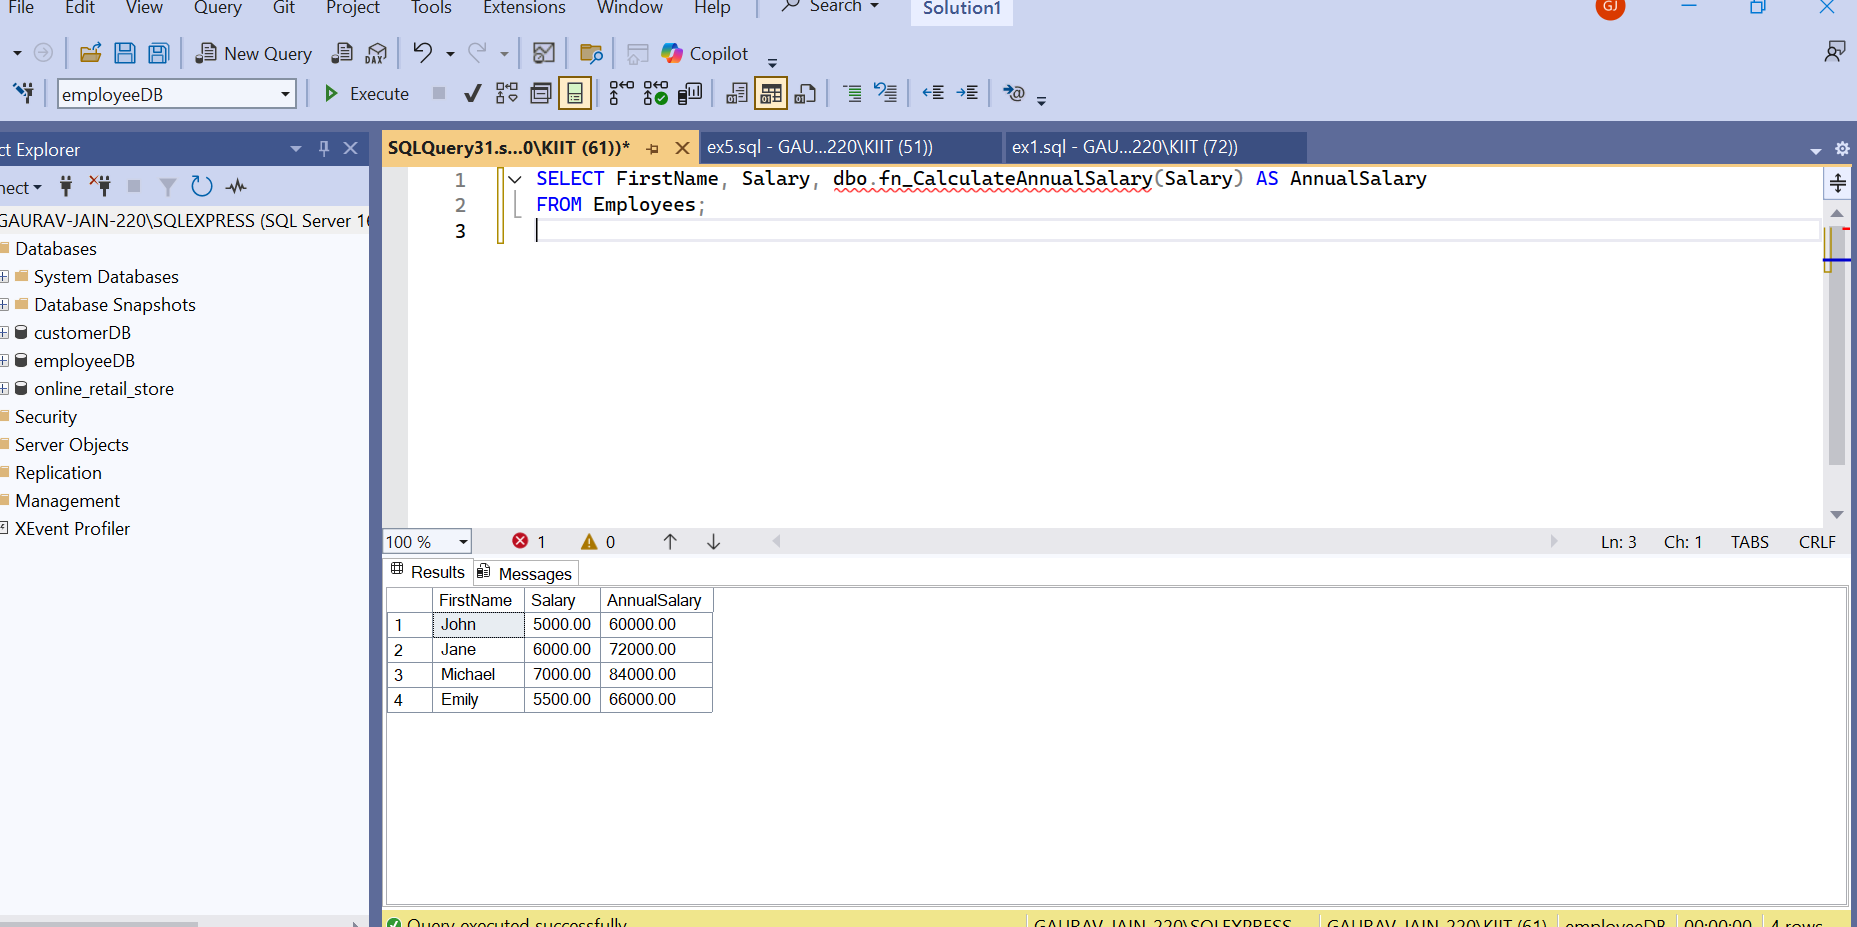 File Edit View Query Git Project Tools Extensions Window Help Search Solution1 GJ
New Query DAX Copilot
employeeDB Execute
ct Explorer
nect
GAURAV-JAIN-220\SQLEXPRESS (SQL Server 16
Databases
System Databases
Database Snapshots
customerDB
employeeDB
online_retail_store
Security
Server Objects
Replication
Management
XEvent Profiler
SQLQuery31.s...0\KIIT (61))* ex5.sql - GAU...220\KIIT (51)) ex1.sql - GAU...220\KIIT (72))
1 SELECT FirstName, Salary, dbo.fn_CalculateAnnualSalary(Salary) AS AnnualSalary
2 FROM Employees;
3
100 % 1 0 Ln: 3 Ch: 1 TABS CRLF
Results Messages
FirstName Salary AnnualSalary
1 John 5000.00 60000.00
2 Jane 6000.00 72000.00
3 Michael 7000.00 84000.00
4 Emily 5500.00 66000.00
Query executed successfully GAURAV-JAIN-220\SQLEXPRESS GAURAV-JAIN-220\KIIT (61) employeeDB 00:00:00 4 rows